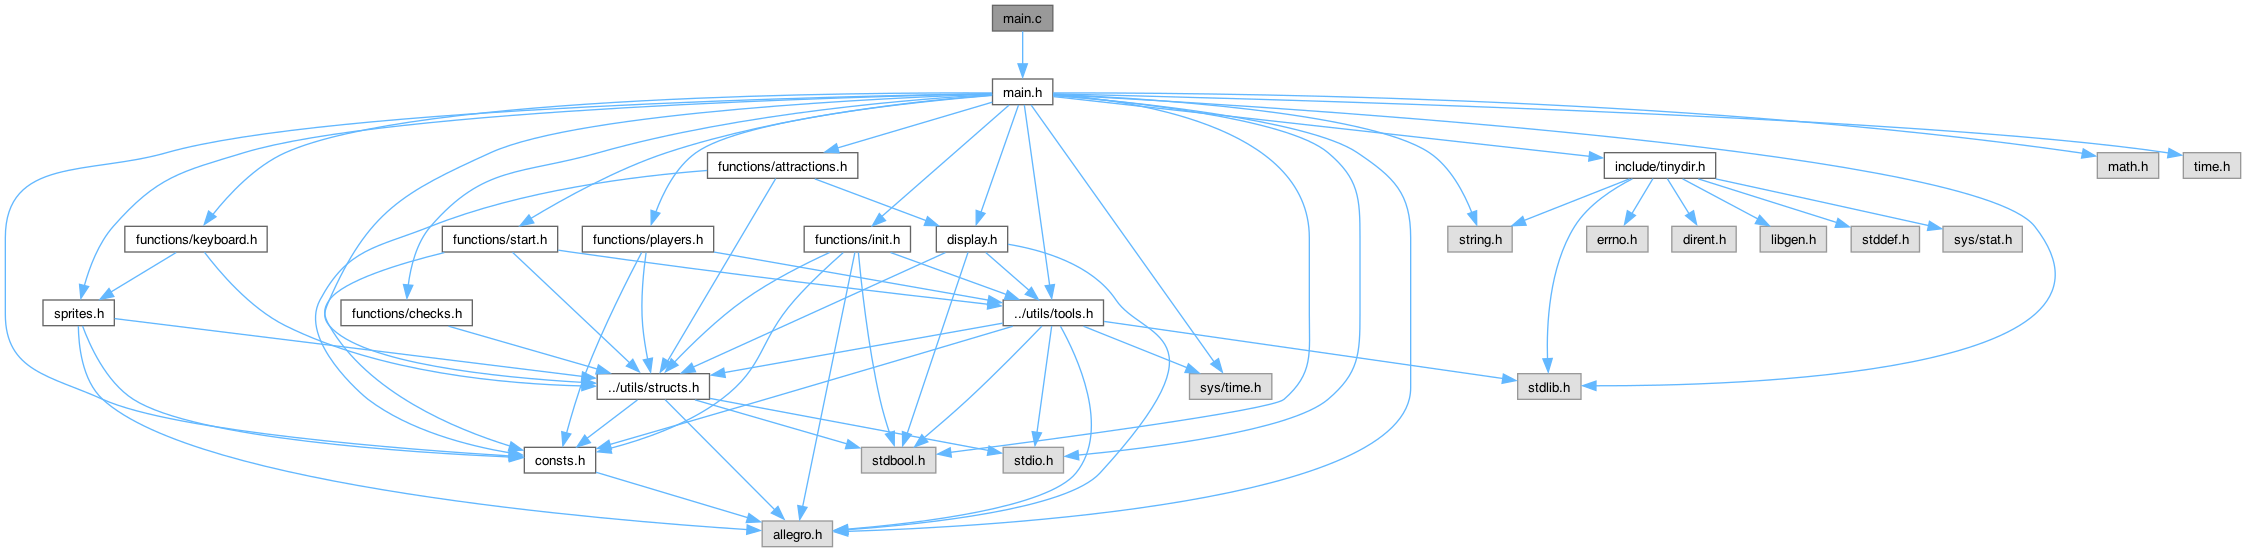 main.c
main.h
functions/attractions.h
include/tinydir.h
math.h
time.h
functions/keyboard.h
functions/start.h
functions/players.h
functions/init.h
display.h
string.h
errno.h
dirent.h
libgen.h
stddef.h
sys/stat.h
sprites.h
functions/checks.h
../utils/tools.h
../utils/structs.h
sys/time.h
stdlib.h
consts.h
stdbool.h
stdio.h
allegro.h